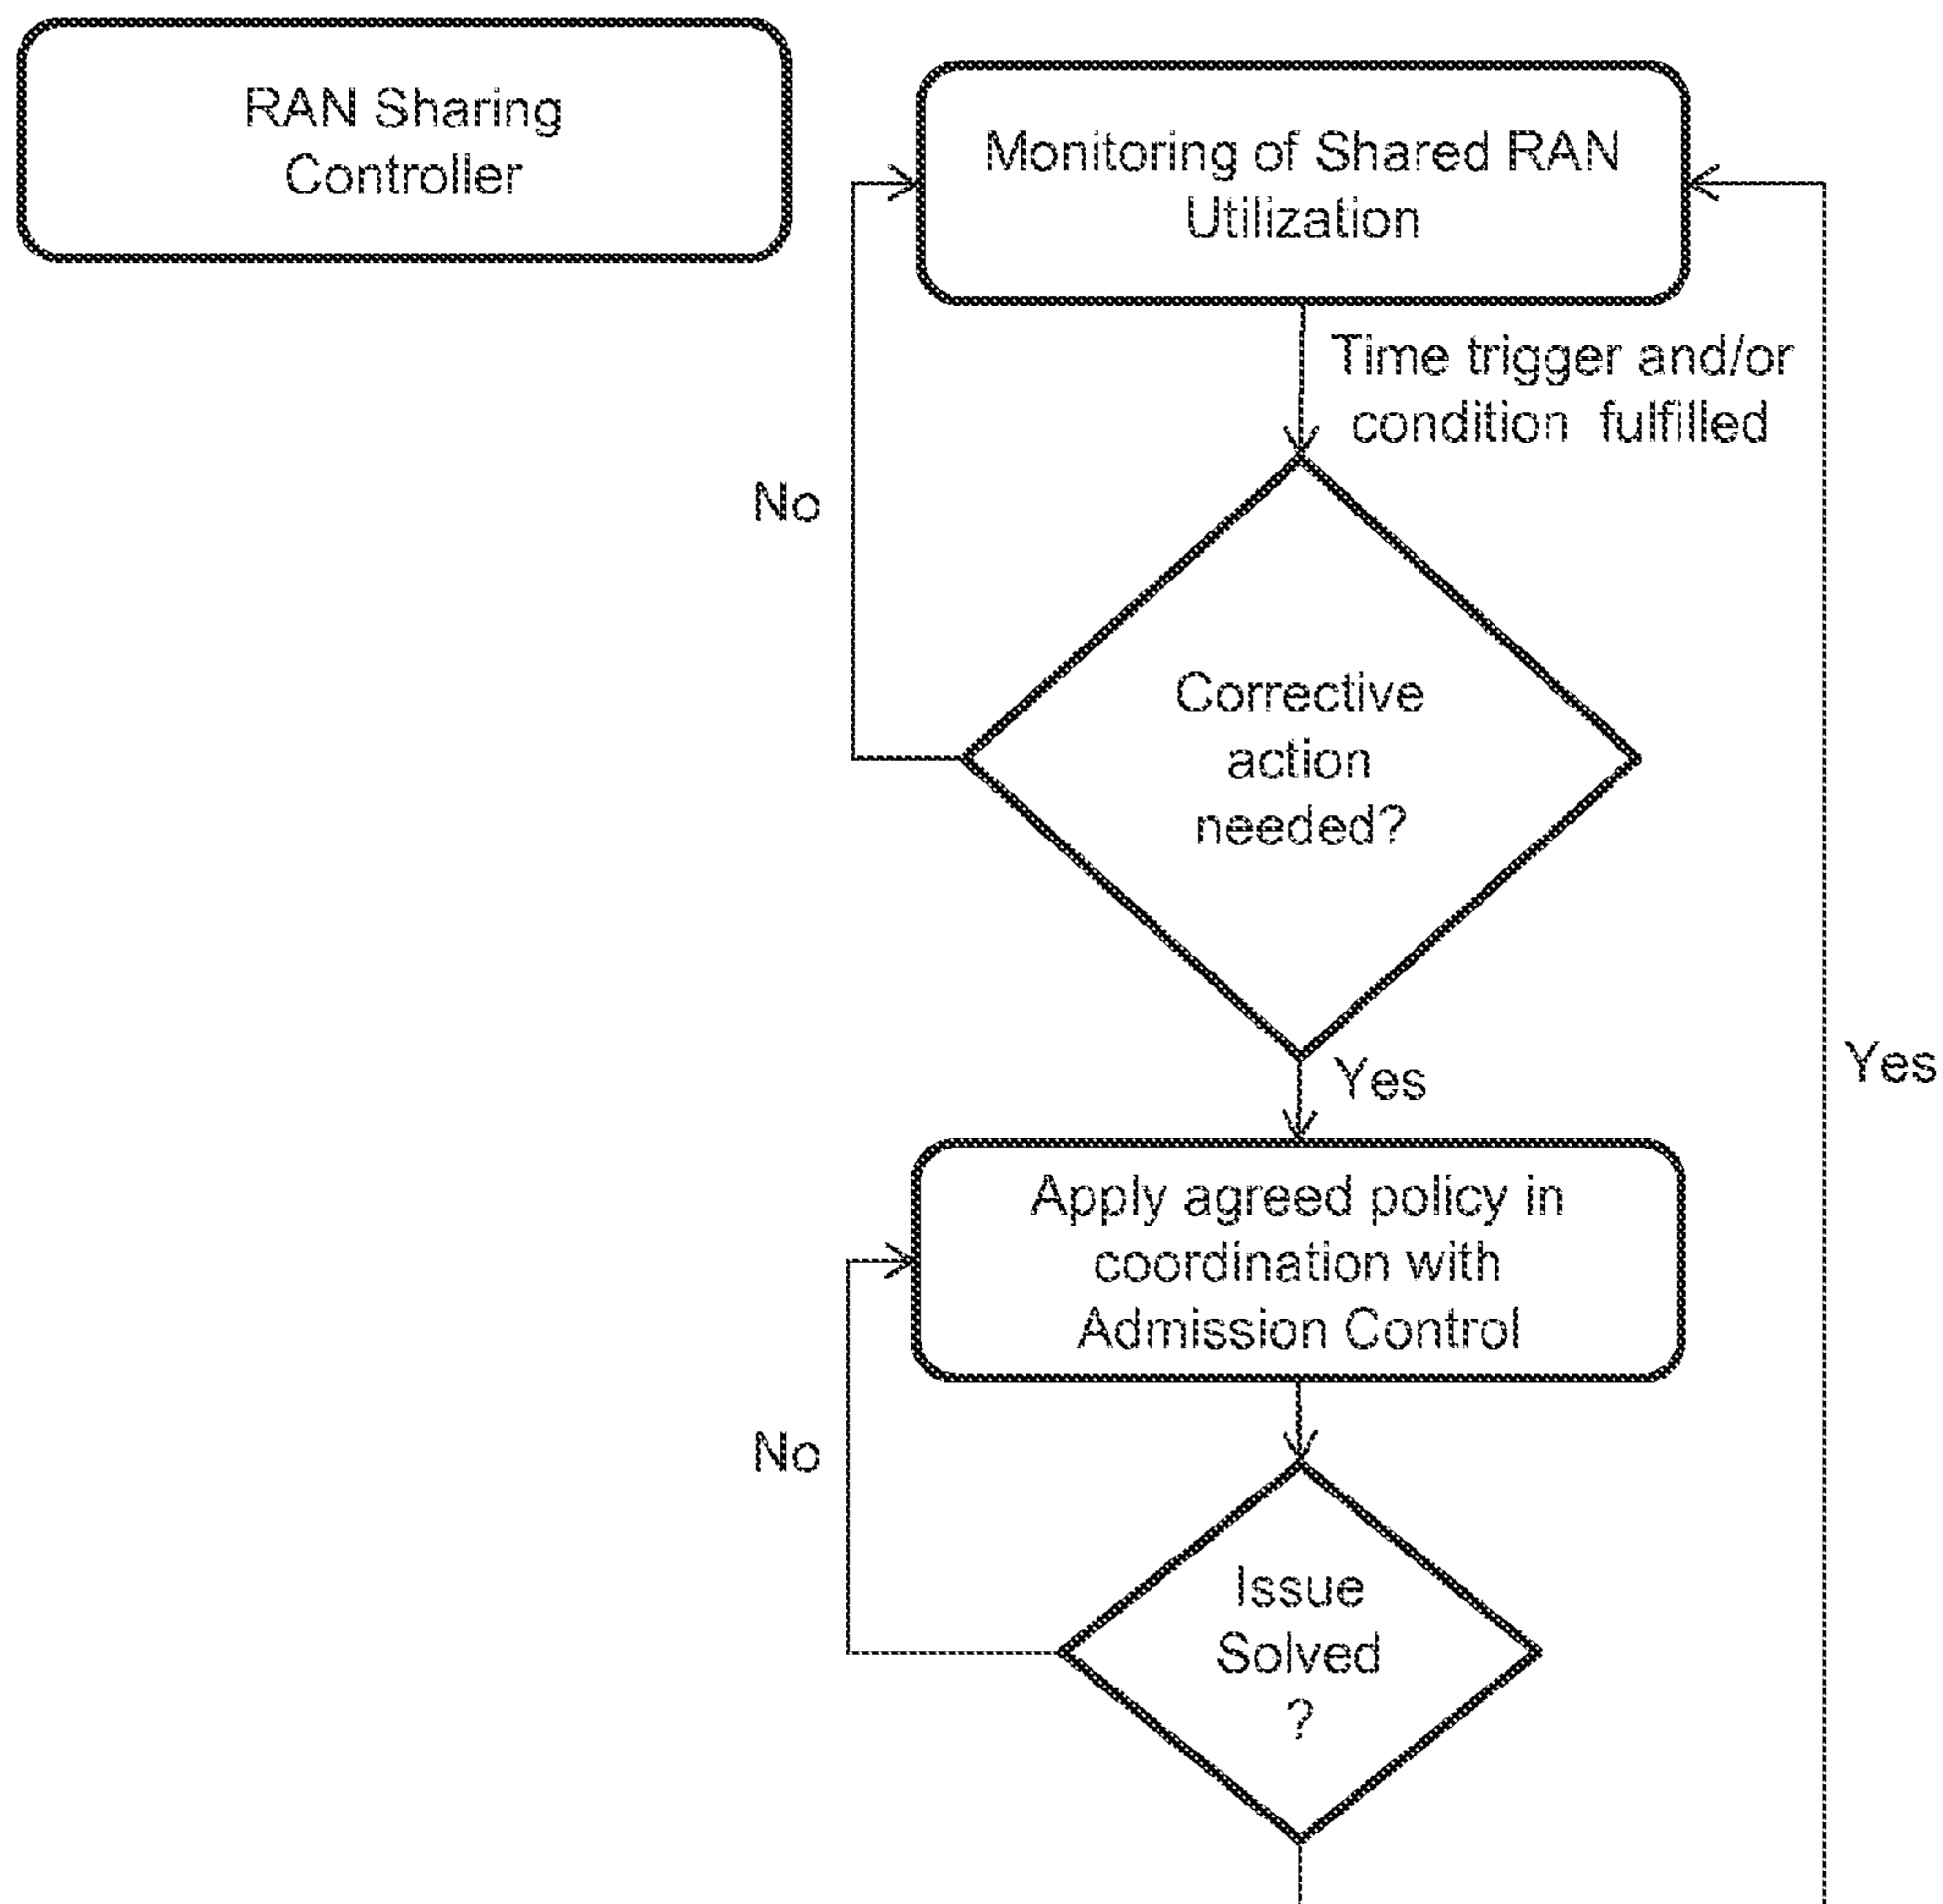 RAN Sharing
Controller
Monitoring of Shared RAN
Utilization
Time trigger and/or
condition fulfilled
No
Corrective
action
needed?
Yes
Yes
Apply agreed policy in
coordination with
Admission Control
No
Issue
Solved
?